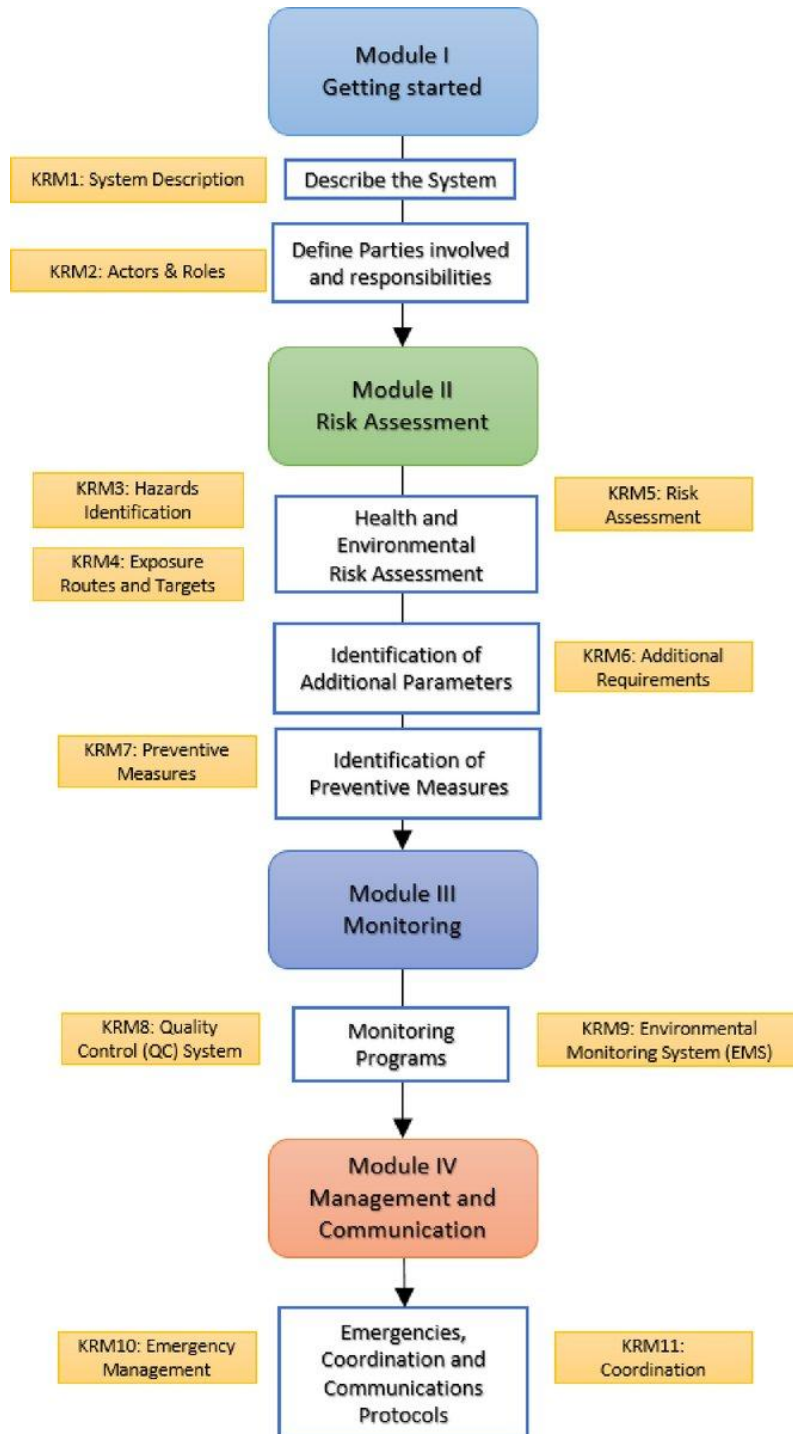 Module I
Getting started
KRM1: System Description
Describe the System
KRM2: Actors & Roles
Define Parties involved
and responsibilities
Module II
Risk Assessment
KRM3: Hazards
Identification
KRM4: Exposure
Routes and Targets
Health and
Environmental
Risk Assessment
KRM5: Risk
Assessment
Identification of
Additional Parameters
KRM6: Additional
Requirements
KRM7: Preventive
Measures
Identification of
Preventive Measures
Module III
Monitoring
KRM8: Quality
Control (QC) System
Monitoring
Programs
KRM9: Environmental
Monitoring System (EMS)
Module IV
Management and
Communication
KRM10: Emergency
Management
Emergencies,
Coordination and
Communications
Protocols
KRM11:
Coordination